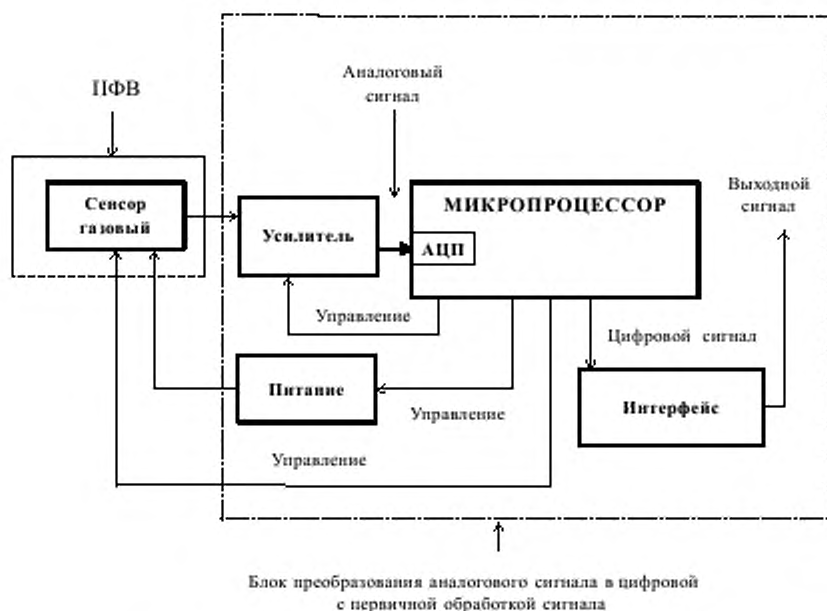 ПФВ
Аналоговый
сигнал
Сенсор
газовый
Усилитель
МИКРОПРОЦЕССОР
АЦП
Выходной
сигнал
Управление
Цифровой сигнал
Питание
Управление
Интерфейс
Управление
Блок преобразования аналогового сигнала в цифровой
с первичной обработкой сигнала